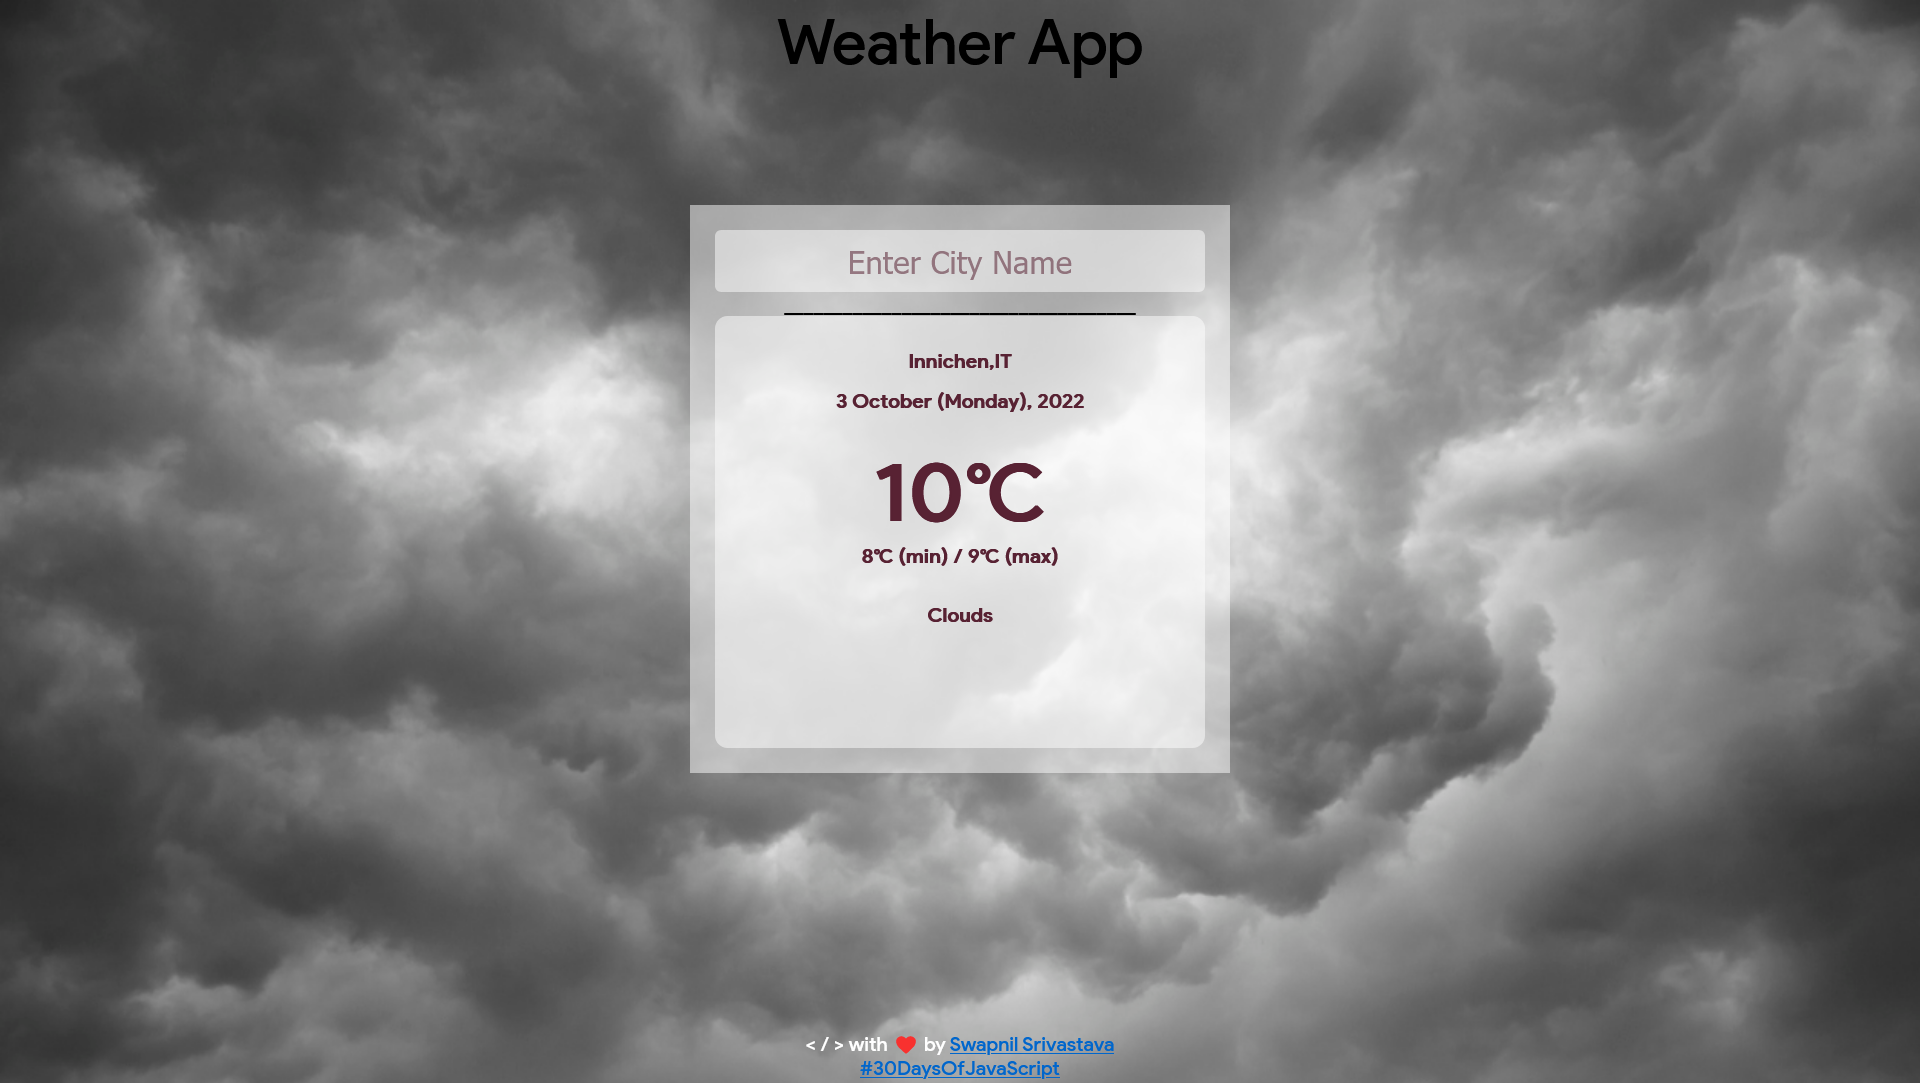 Weather App
Enter City Name
Innichen,IT
3 October (Monday), 2022
10°C
8°C (min) / 9°C (max)
Clouds
< / > with ❤️ by Swapnil Srivastava
#30DaysOfJavaScript